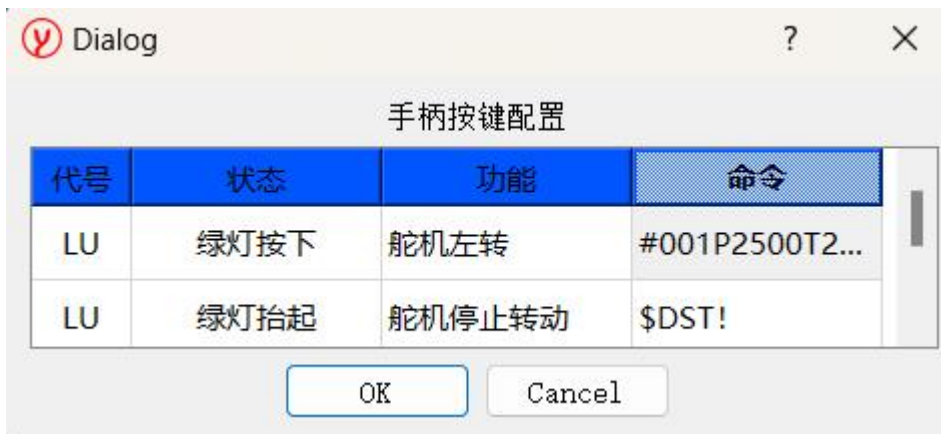 Dialog ? ×
手柄按键配置
代号 状态 功能 命令
LU 绿灯按下 舵机左转 #001P2500T2...
LU 绿灯抬起 舵机停止转动 $DST!
OK Cancel